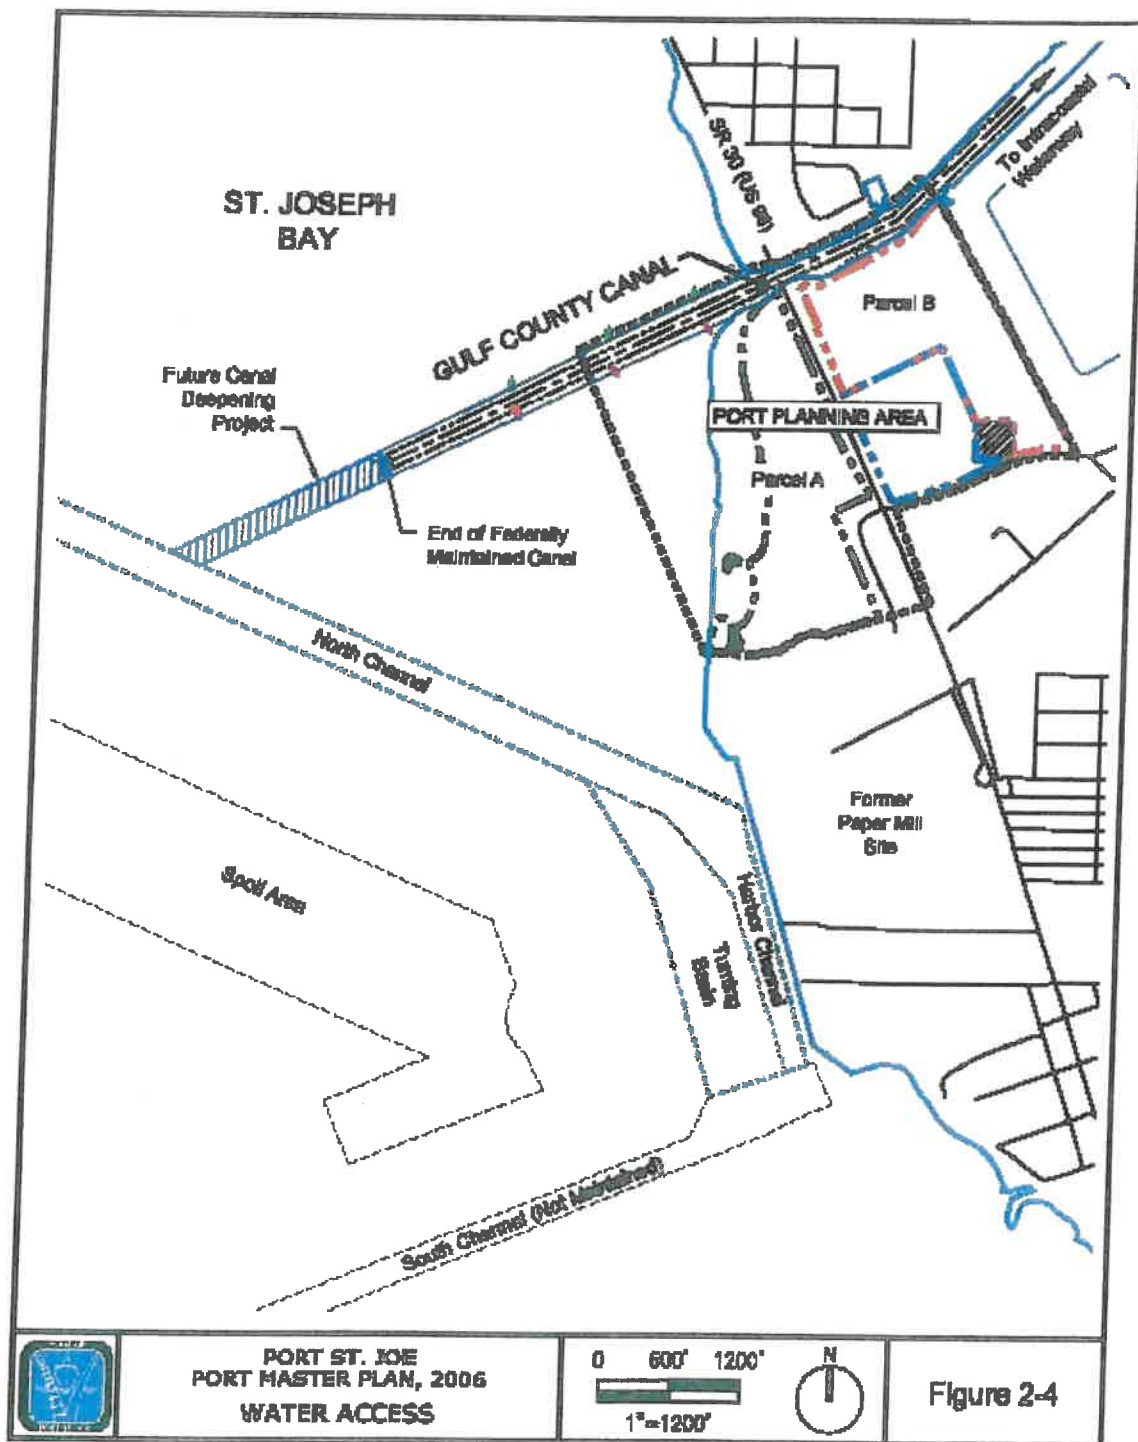 ST. JOSEPH
BAY
SR 30 (US 98)
To Intracoastal
Waterway
GULF COUNTY CANAL
Parcel B
Future Canal
Deepening
Project
PORT PLANNING AREA
Parcel A
End of Federally
Maintained Canal
North Channel
Former
Paper Mill
Site
Spoil Area
Harbor Channel
Turning
Basin
South Channel (Not Maintained)
PORT ST. JOE
PORT MASTER PLAN, 2006
WATER ACCESS
0 600' 1200'
1"=1200'
N
Figure 2-4